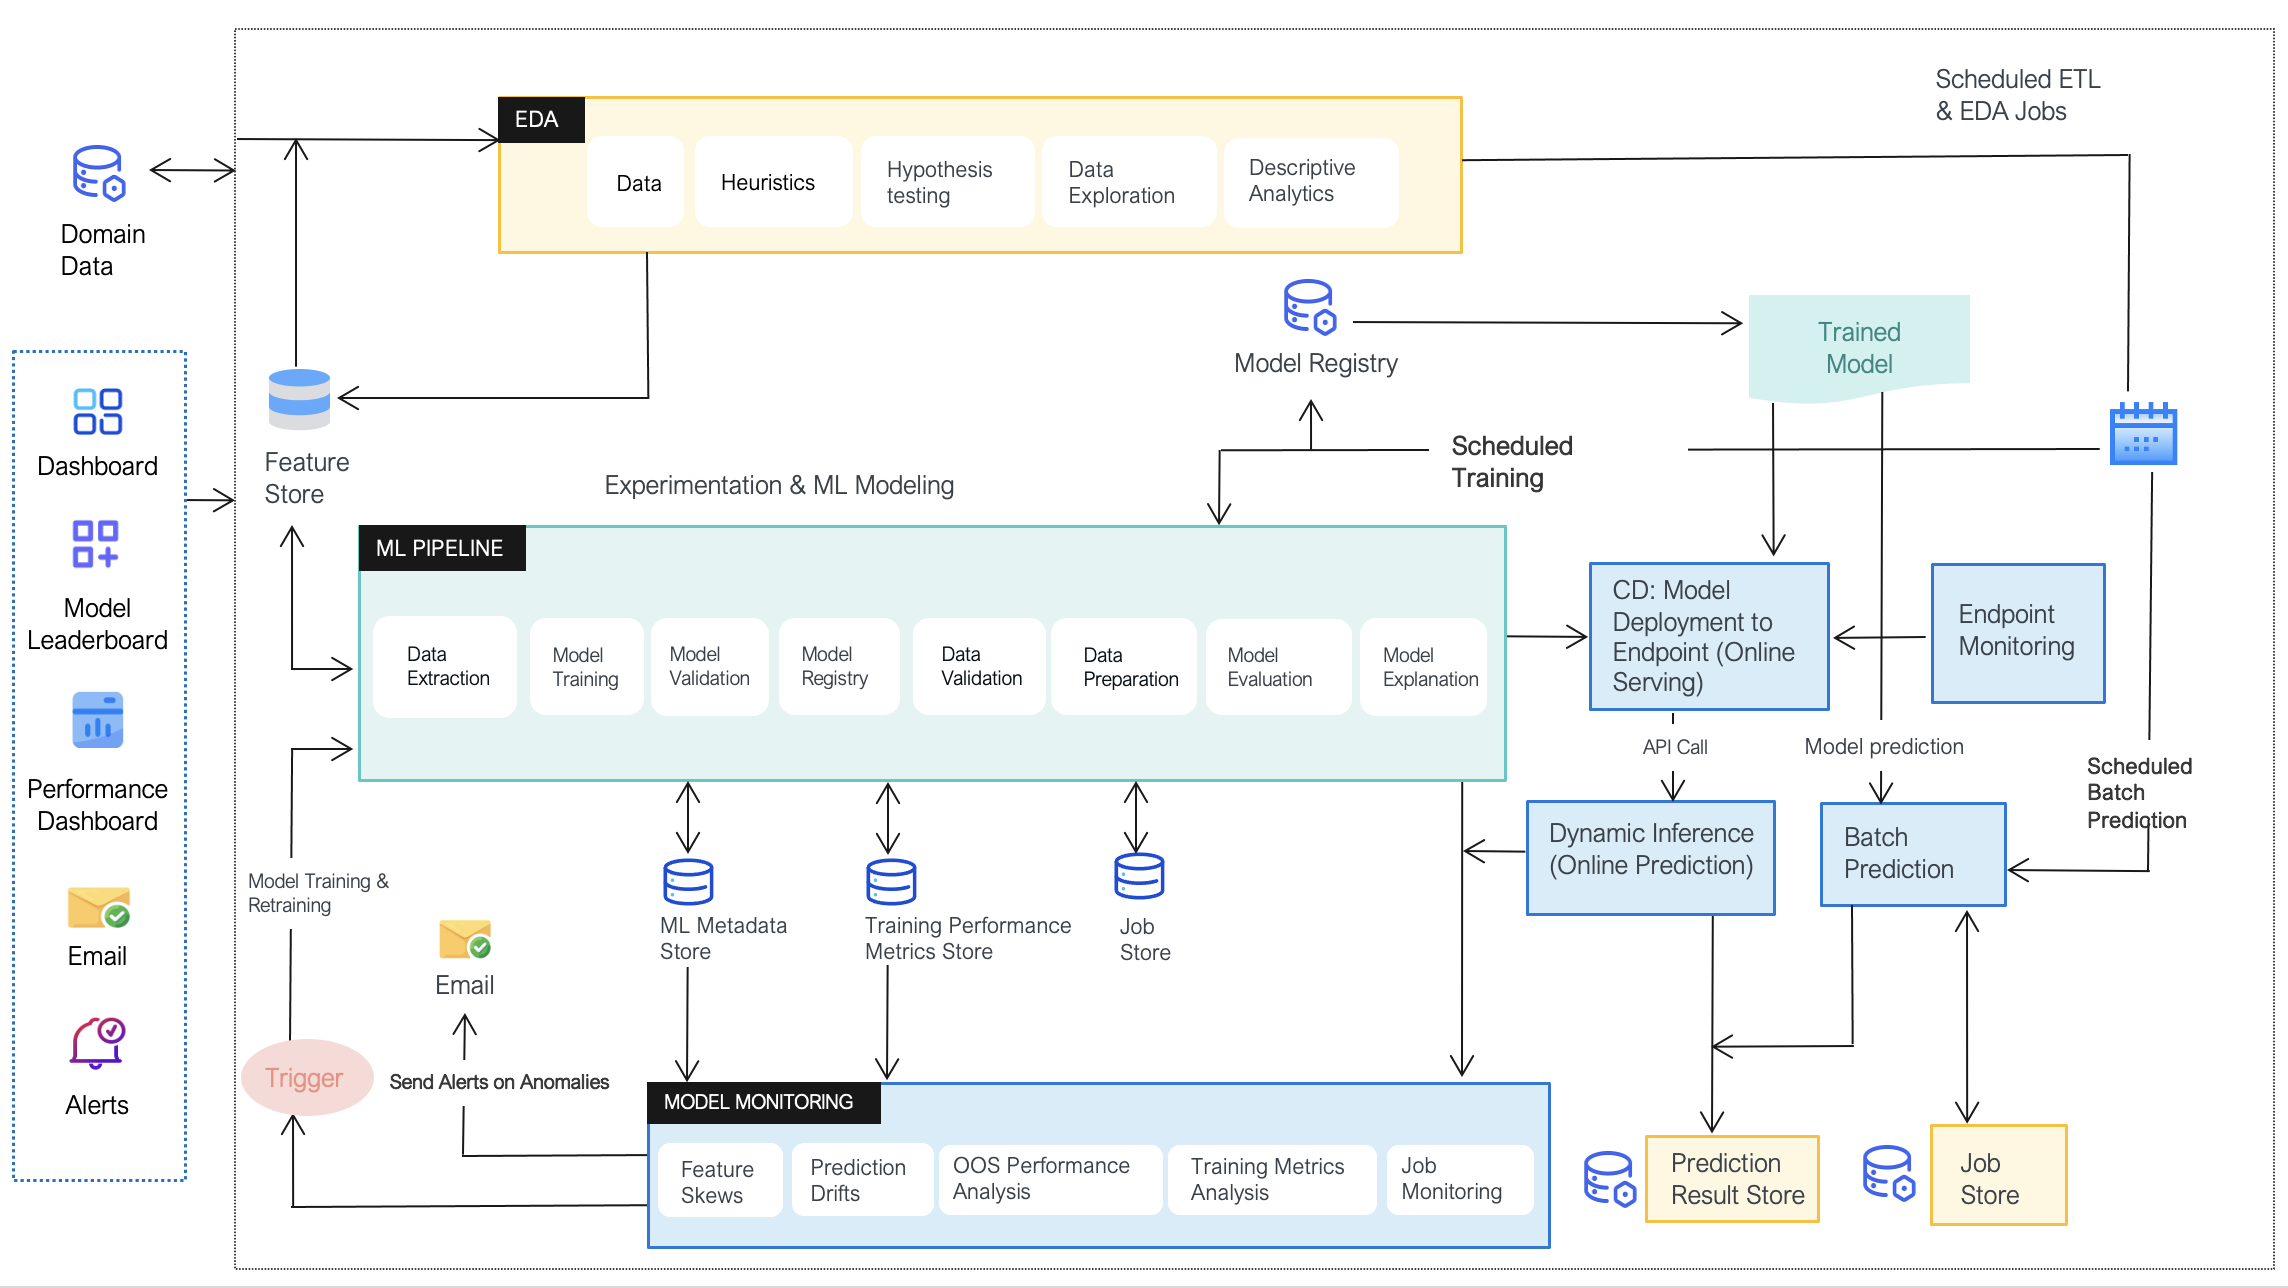 Scheduled ETL
& EDA Jobs
EDA
Data
Heuristics
Hypothesis
testing
Data
Exploration
Descriptive
Analytics
Domain
Data
Model Registry
Trained
Model
Dashboard
Model
Leaderboard
Performance
Dashboard
Email
Alerts
Feature
Store
Experimentation & ML Modeling
Scheduled
Training
ML PIPELINE
Data
Extraction
Model
Training
Model
Validation
Model
Registry
Data
Validation
Data
Preparation
Model
Evaluation
Model
Explanation
CD: Model
Deployment to
Endpoint (Online
Serving)
Endpoint
Monitoring
API Call
Model prediction
Scheduled
Batch
Prediction
Dynamic Inference
(Online Prediction)
Batch
Prediction
Model Training &
Retraining
Email
ML Metadata
Store
Training Performance
Metrics Store
Job
Store
Trigger
Send Alerts on Anomalies
MODEL MONITORING
Feature
Skews
Prediction
Drifts
OOS Performance
Analysis
Training Metrics
Analysis
Job
Monitoring
Prediction
Result Store
Job
Store